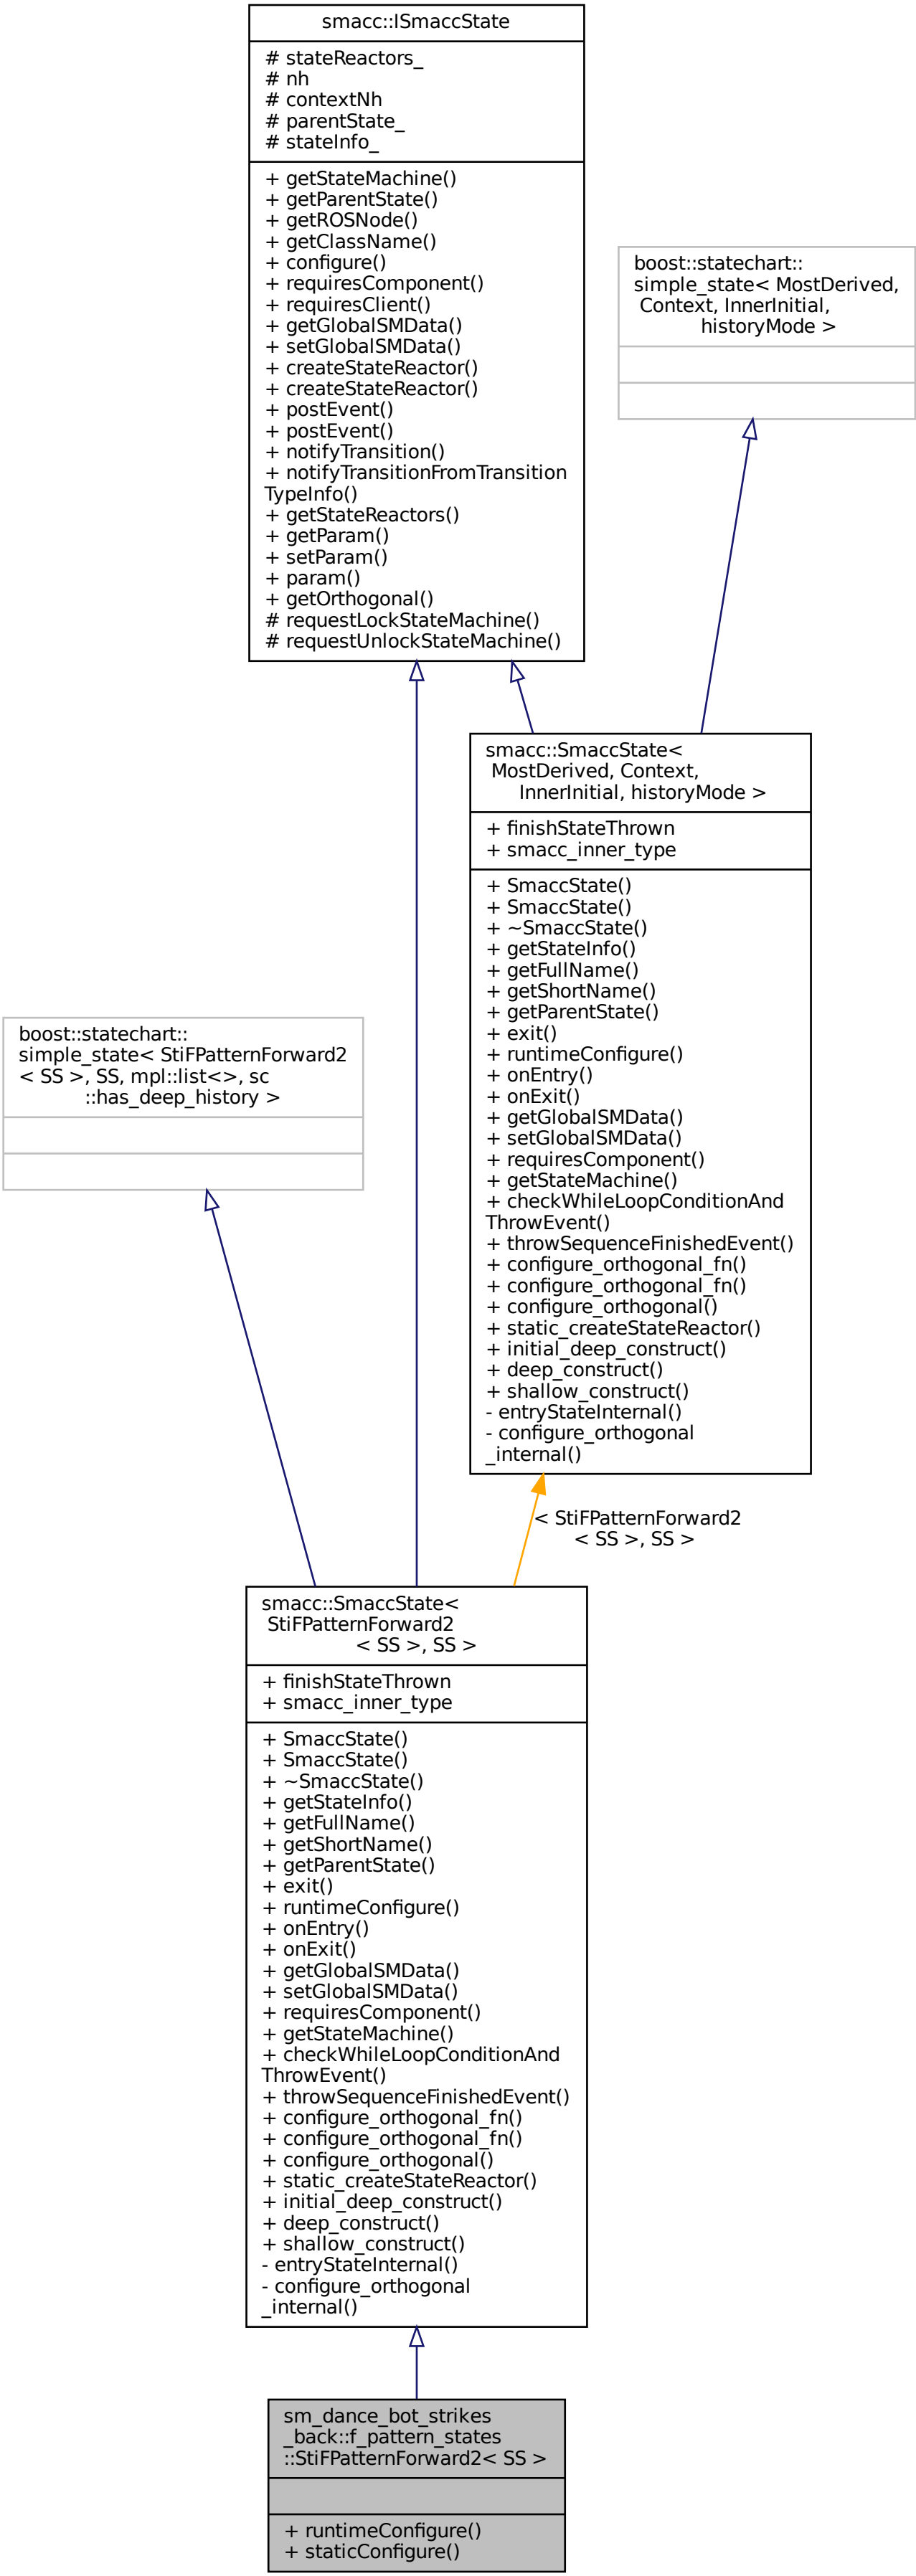 smacc::ISmaccState
# stateReactors_
# nh
# contextNh
# parentState_
# stateInfo_
+ getStateMachine()
+ getParentState()
+ getROSNode()
+ getClassName()
+ configure()
+ requiresComponent()
+ requiresClient()
+ getGlobalSMData()
+ setGlobalSMData()
+ createStateReactor()
+ createStateReactor()
+ postEvent()
+ postEvent()
+ notifyTransition()
+ notifyTransitionFromTransition
TypeInfo()
+ getStateReactors()
+ getParam()
+ setParam()
+ param()
+ getOrthogonal()
# requestLockStateMachine()
# requestUnlockStateMachine()
boost::statechart::
simple_state< MostDerived,
Context, InnerInitial,
historyMode >
smacc::SmaccState<
MostDerived, Context,
InnerInitial, historyMode >
+ finishStateThrown
+ smacc_inner_type
+ SmaccState()
+ SmaccState()
+ ~SmaccState()
+ getStateInfo()
+ getFullName()
+ getShortName()
+ getParentState()
+ exit()
+ runtimeConfigure()
+ onEntry()
+ onExit()
+ getGlobalSMData()
+ setGlobalSMData()
+ requiresComponent()
+ getStateMachine()
+ checkWhileLoopConditionAnd
ThrowEvent()
+ throwSequenceFinishedEvent()
+ configure_orthogonal_fn()
+ configure_orthogonal_fn()
+ configure_orthogonal()
+ static_createStateReactor()
+ initial_deep_construct()
+ deep_construct()
+ shallow_construct()
- entryStateInternal()
- configure_orthogonal
_internal()
boost::statechart::
simple_state< StiFPatternForward2
< SS >, SS, mpl::list<>, sc
::has_deep_history >
< StiFPatternForward2
< SS >, SS >
smacc::SmaccState<
StiFPatternForward2
< SS >, SS >
+ finishStateThrown
+ smacc_inner_type
+ SmaccState()
+ SmaccState()
+ ~SmaccState()
+ getStateInfo()
+ getFullName()
+ getShortName()
+ getParentState()
+ exit()
+ runtimeConfigure()
+ onEntry()
+ onExit()
+ getGlobalSMData()
+ setGlobalSMData()
+ requiresComponent()
+ getStateMachine()
+ checkWhileLoopConditionAnd
ThrowEvent()
+ throwSequenceFinishedEvent()
+ configure_orthogonal_fn()
+ configure_orthogonal_fn()
+ configure_orthogonal()
+ static_createStateReactor()
+ initial_deep_construct()
+ deep_construct()
+ shallow_construct()
- entryStateInternal()
- configure_orthogonal
_internal()
sm_dance_bot_strikes
_back::f_pattern_states
::StiFPatternForward2< SS >
+ runtimeConfigure()
+ staticConfigure()